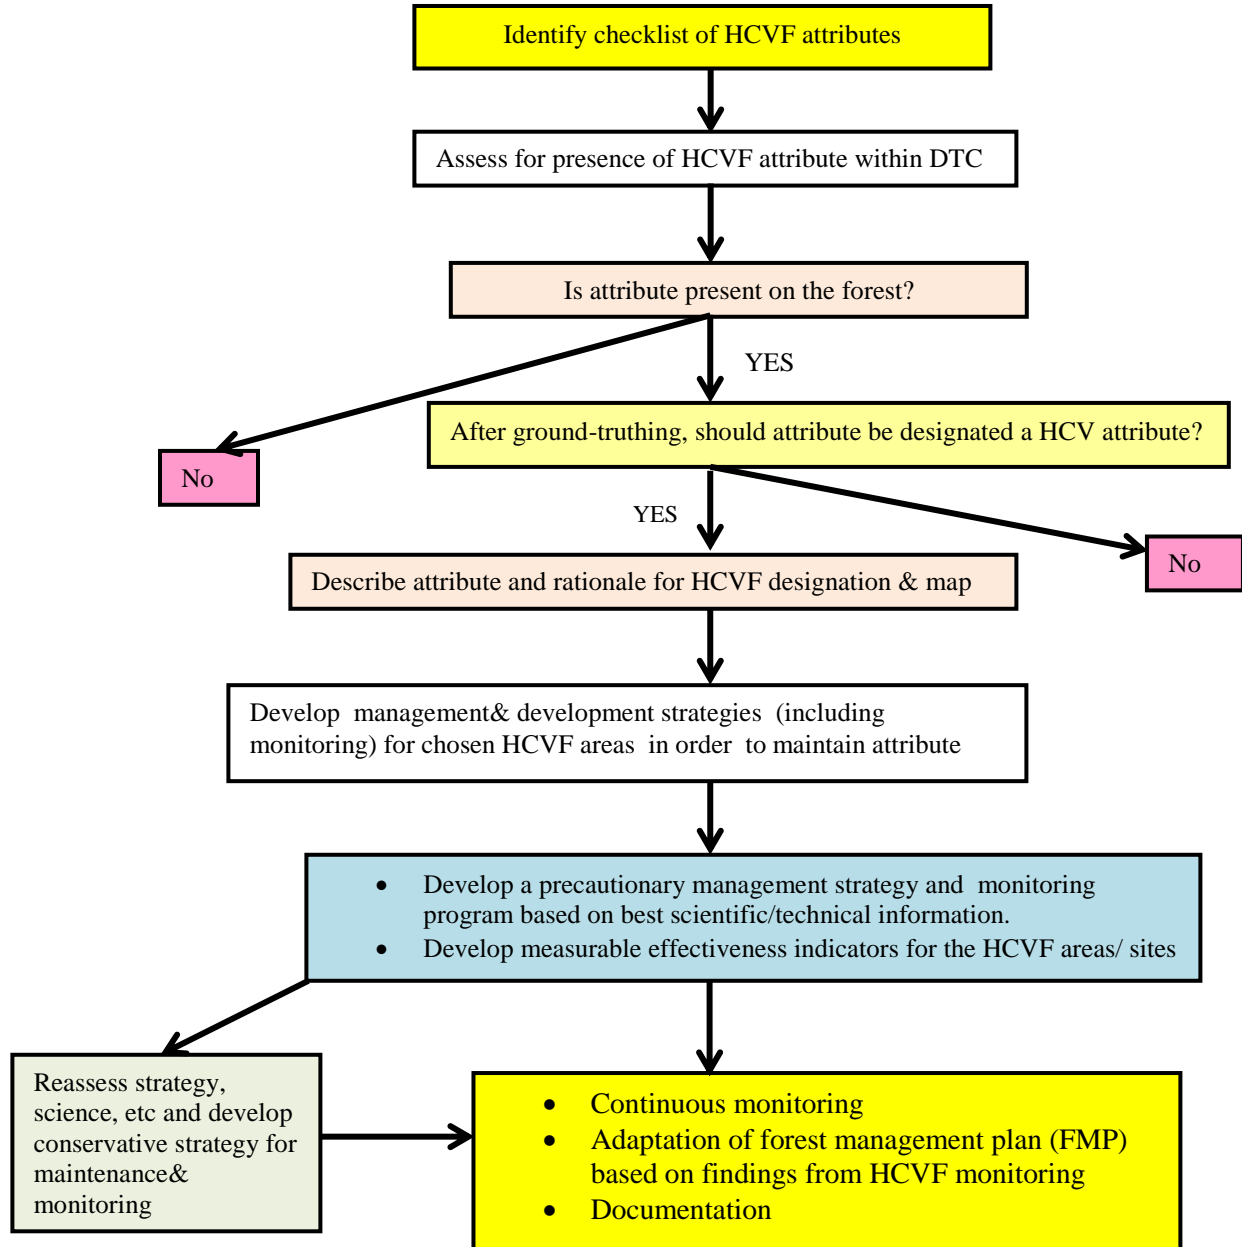 Identify checklist of HCVF attributes
Assess for presence of HCVF attribute within DTC
Is attribute present on the forest?
YES
After ground-truthing, should attribute be designated a HCV attribute?
No
YES
No
Describe attribute and rationale for HCVF designation & map
Develop management& development strategies (including
monitoring) for chosen HCVF areas in order to maintain attribute
• Develop a precautionary management strategy and monitoring
program based on best scientific/technical information.
• Develop measurable effectiveness indicators for the HCVF areas/ sites
Reassess strategy,
science, etc and develop
conservative strategy for
maintenance&
monitoring
• Continuous monitoring
• Adaptation of forest management plan (FMP)
based on findings from HCVF monitoring
• Documentation